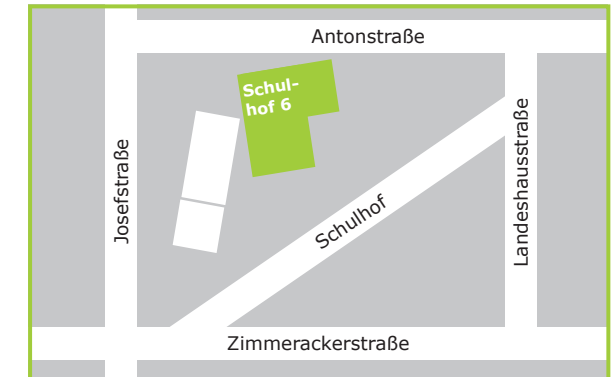 Antonstraße
Schul-
hof 6
Josefstraße
Schulhof
Landeshausstraße
Zimmerackerstraße